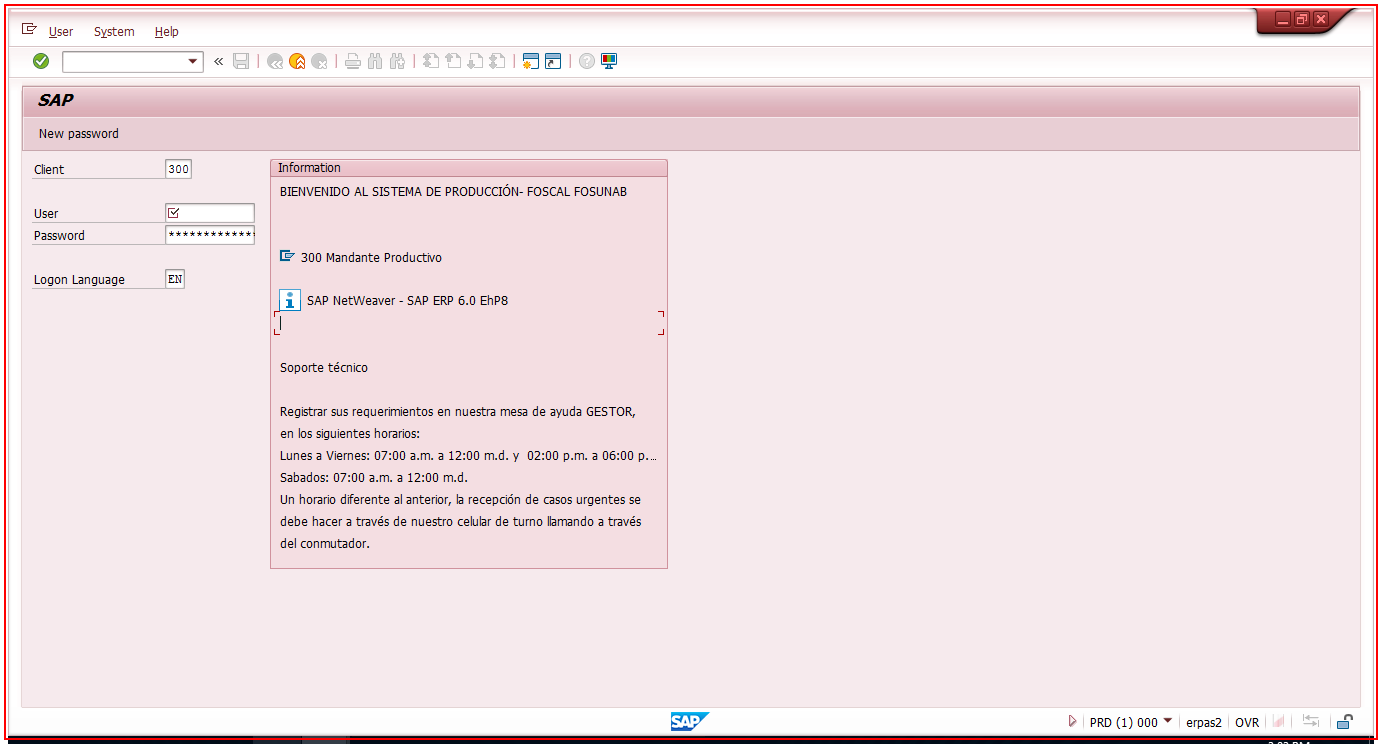 User System Help
SAP
New password
Client 300
User
Password *************
Logon Language EN
Information
BIENVENIDO AL SISTEMA DE PRODUCCIÓN- FOSCAL FOSUNAB
300 Mandante Productivo
SAP NetWeaver - SAP ERP 6.0 EhP8
Soporte técnico
Registrar sus requerimientos en nuestra mesa de ayuda GESTOR,
en los siguientes horarios:
Lunes a Viernes: 07:00 a.m. a 12:00 m.d. y 02:00 p.m. a 06:00 p...
Sabados: 07:00 a.m. a 12:00 m.d.
Un horario diferente al anterior, la recepción de casos urgentes se
debe hacer a través de nuestro celular de turno llamando a través
del conmutador.
SAP
PRD (1) 000 erpas2 OVR